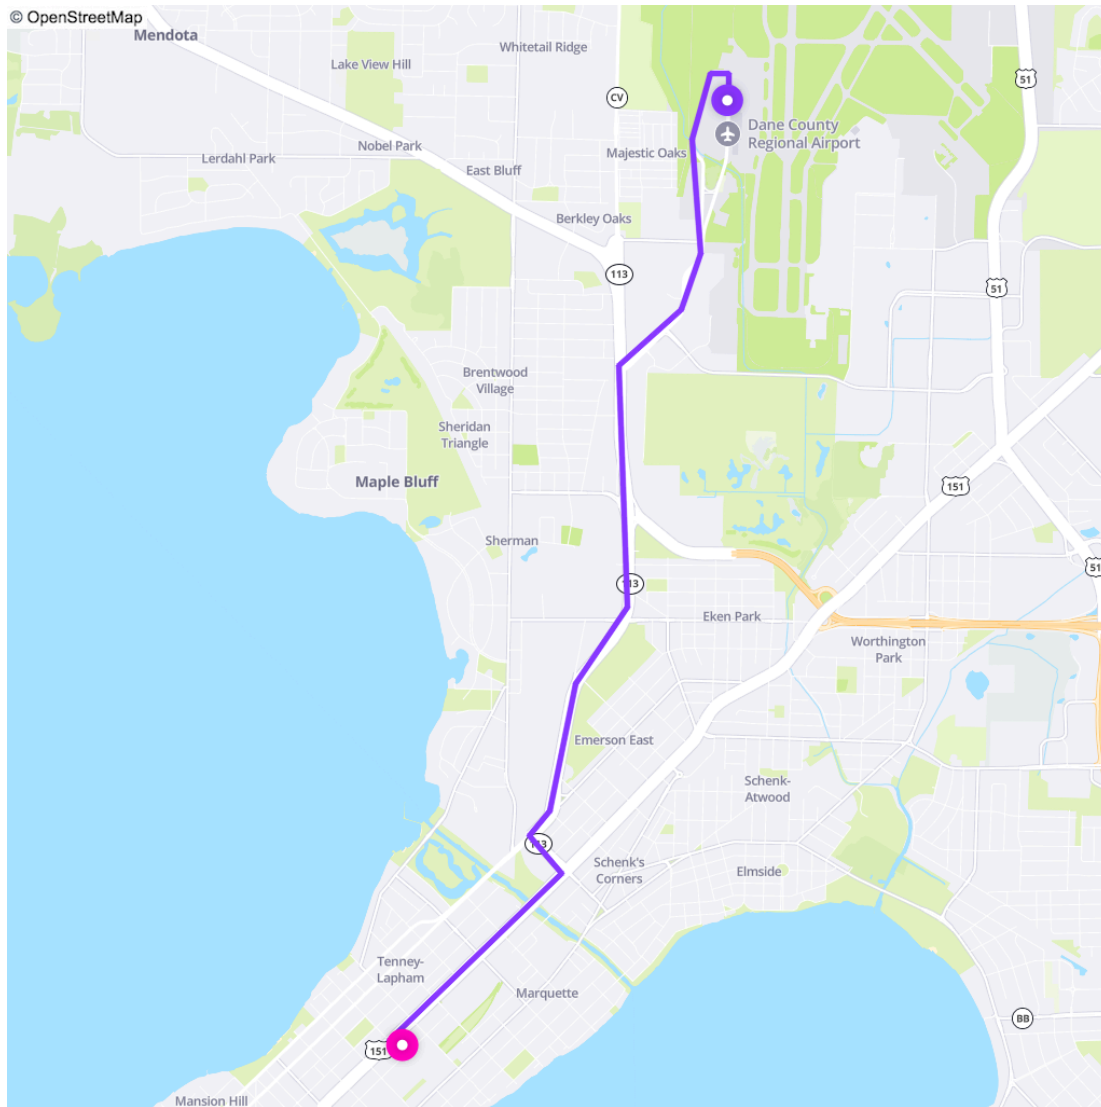 © OpenStreetMap
Mendota
Whitetail Ridge
Lake View Hill
51
CV
Dane County
Regional Airport
Nobel Park
Lerdahl Park
Majestic Oaks
East Bluff
Berkley Oaks
113
51
Brentwood
Village
Sheridan
Triangle
Maple Bluff
151
Sherman
51
113
Eken Park
Worthington
Park
Emerson East
Schenk-
Atwood
113
Schenk's
Corners
Elmside
Tenney-
Lapham
Marquette
BB
151
Mansion Hill